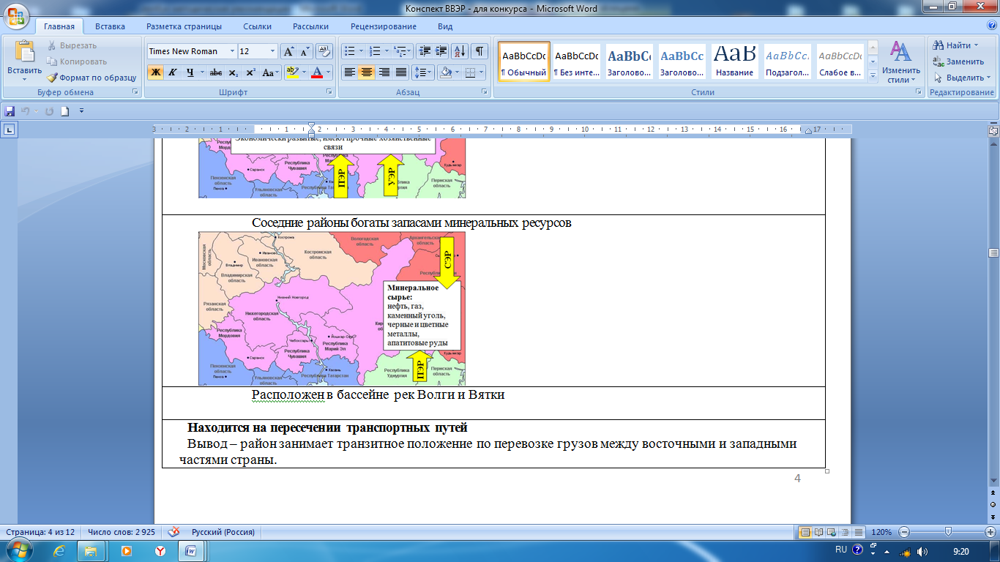 Конспект ВВЭР - для конкурса - Microsoft Word
Главная Вставка Разметка страницы Ссылки Рассылки Рецензирование Вид
Вставить
Вырезать
Копировать
Формат по образцу
Буфер обмена
Times New Roman 12
Ж К Ч abc x₂ x² Aa
Шрифт
Абзац
AaBbCcDc AaBbCcDc AaBbCc AaBbCc AaB AaBbCc. AaBbCcDc
¶ Обычный ¶ Без инте... Заголово... Заголово... Название Подзагол... Слабое в...
Изменить стили
Стили
Найти
Заменить
Выделить
Редактирование
3 2 1 1 2 3 4 5 6 7 8 9 10 11 12 13 14 15 16 17
Экономически развитые, имеют прочные хозяйственные
связи
Саранск
Республика
Чувашия
Пензенская
область
Пенза
Ульяновская
область
Республика
ПЭР
УЭР
Пермская
область
Кудымкар
Соседние районы богаты запасами минеральных ресурсов
Московская область
Кострома
Вологодская
область
Архангельская
область
Иваново
Ивановская
область
Костромская
область
Владимир
Владимирская
область
СЭР
Рязанская
область
Нижний Новгород
Нижегородская
область
Минеральное
сырье:
нефть, газ,
каменный уголь,
черные и цветные
металлы,
апатитовые руды
Республика
Мордовия
Чебоксары
Йошкар-Ола
Республика
Марий Эл
Республика
Чувашия
Саранск
Кудымкар
Пензенская
область
Пенза
Ульяновская
область
Казань
Республика Татарстан
Республика
Удмуртия
ПЭР
Пермская
область
Расположен в бассейне рек Волги и Вятки
Находится на пересечении транспортных путей
Вывод – район занимает транзитное положение по перевозке грузов между восточными и западными
частями страны.
4
Страница: 4 из 12 Число слов: 2 925 Русский (Россия) 120%
RU 9:20